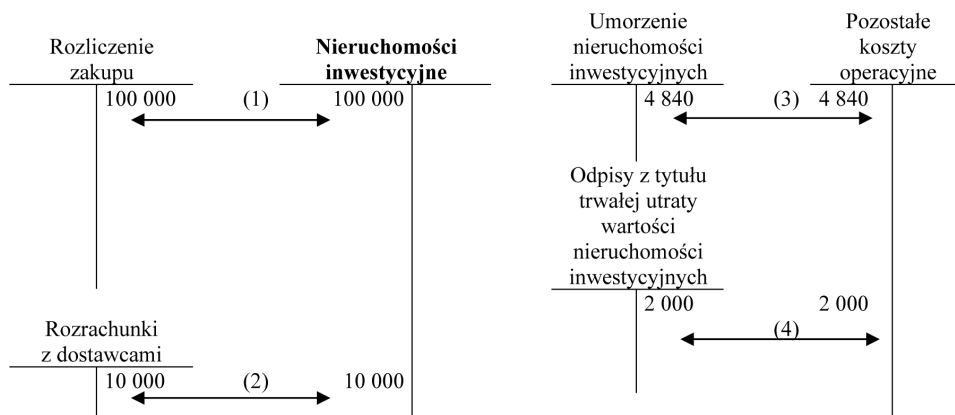 Rozliczenie
zakupu
100 000
(1)
Nieruchomości
inwestycyjne
100 000
Rozrachunki
z dostawcami
10 000
(2)
10 000
Umorzenie
nieruchomości
inwestycyjnych
4 840
(3)
Pozostałe
koszty
operacyjne
4 840
Odpisy z tytułu
trwałej utraty
wartości
nieruchomości
inwestycyjnych
2 000
(4)
2 000